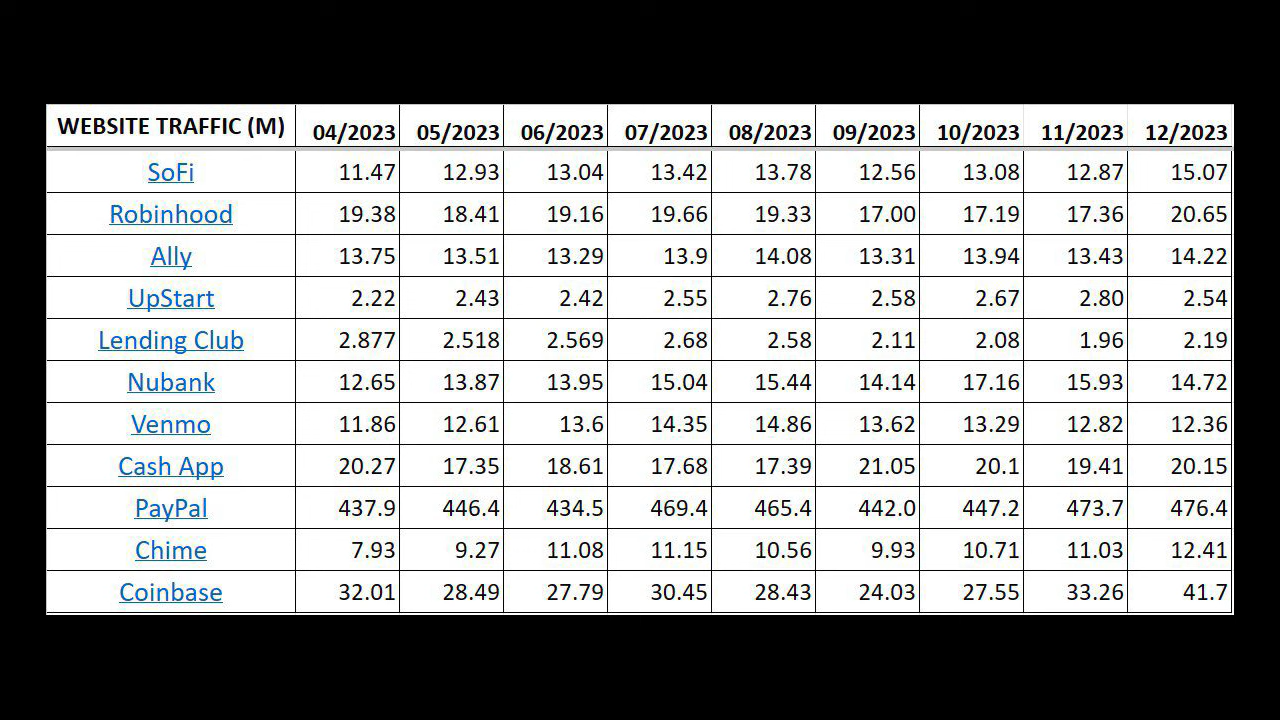 WEBSITE TRAFFIC (M) 04/2023 05/2023 06/2023 07/2023 08/2023 09/2023 10/2023 11/2023 12/2023
SoFi 11.47 12.93 13.04 13.42 13.78 12.56 13.08 12.87 15.07
Robinhood 19.38 18.41 19.16 19.66 19.33 17.00 17.19 17.36 20.65
Ally 13.75 13.51 13.29 13.9 14.08 13.31 13.94 13.43 14.22
UpStart 2.22 2.43 2.42 2.55 2.76 2.58 2.67 2.80 2.54
Lending Club 2.877 2.518 2.569 2.68 2.58 2.11 2.08 1.96 2.19
Nubank 12.65 13.87 13.95 15.04 15.44 14.14 17.16 15.93 14.72
Venmo 11.86 12.61 13.6 14.35 14.86 13.62 13.29 12.82 12.36
Cash App 20.27 17.35 18.61 17.68 17.39 21.05 20.1 19.41 20.15
PayPal 437.9 446.4 434.5 469.4 465.4 442.0 447.2 473.7 476.4
Chime 7.93 9.27 11.08 11.15 10.56 9.93 10.71 11.03 12.41
Coinbase 32.01 28.49 27.79 30.45 28.43 24.03 27.55 33.26 41.7